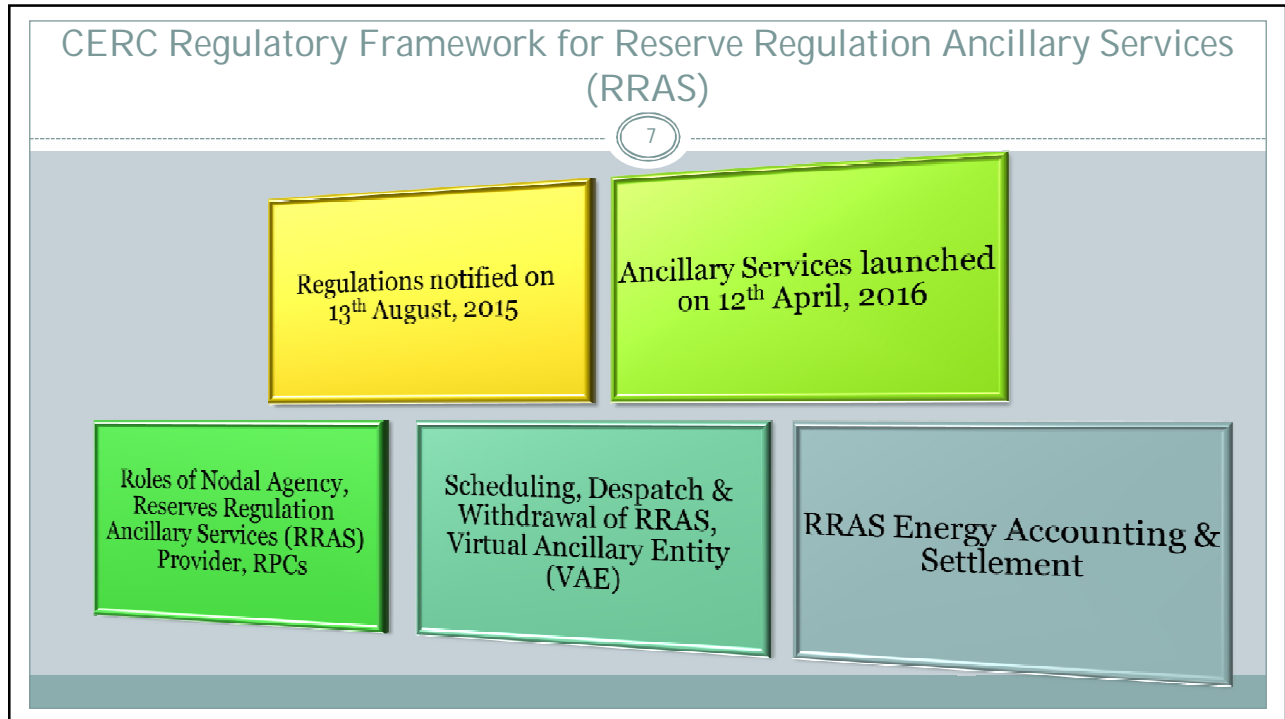 CERC Regulatory Framework for Reserve Regulation Ancillary Services
(RRAS)
7
Regulations notified on
13th August, 2015
Ancillary Services launched
on 12th April, 2016
Roles of Nodal Agency,
Reserves Regulation
Ancillary Services (RRAS)
Provider, RPCs
Scheduling, Despatch &
Withdrawal of RRAS,
Virtual Ancillary Entity
(VAE)
RRAS Energy Accounting &
Settlement